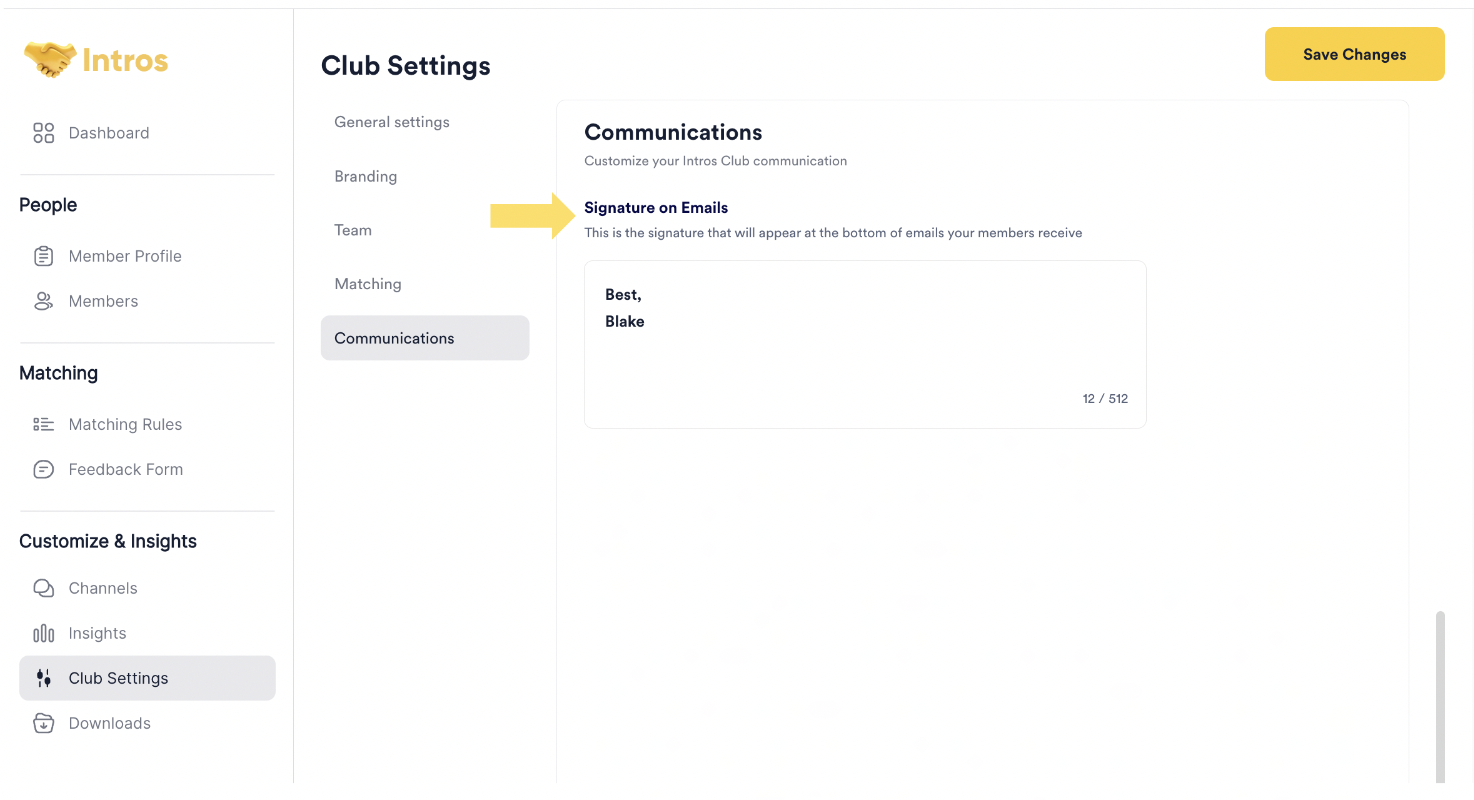 Intros
Dashboard
People
Member Profile
Members
Matching
Matching Rules
Feedback Form
Customize & Insights
Channels
Insights
Club Settings
Downloads
Club Settings
Save Changes
General settings
Branding
Team
Matching
Communications
Communications
Customize your Intros Club communication
Signature on Emails
This is the signature that will appear at the bottom of emails your members receive
Best,
Blake
12 / 512